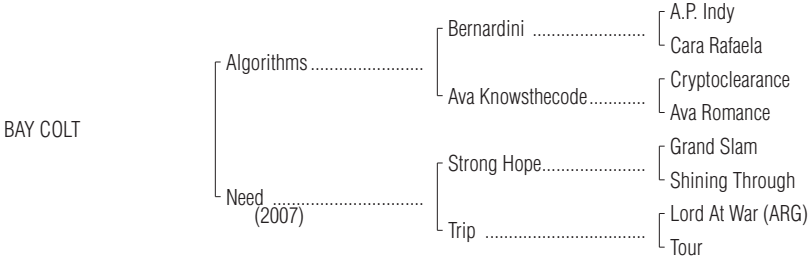 A.P. Indy
Bernardini ........................
Cara Rafaela
Algorithms ........................
Cryptoclearance
Ava Knowsthecode............
Ava Romance
BAY COLT
Grand Slam
Strong Hope......................
Shining Through
Need ................................
(2007)
Lord At War (ARG)
Trip ..................................
Tour